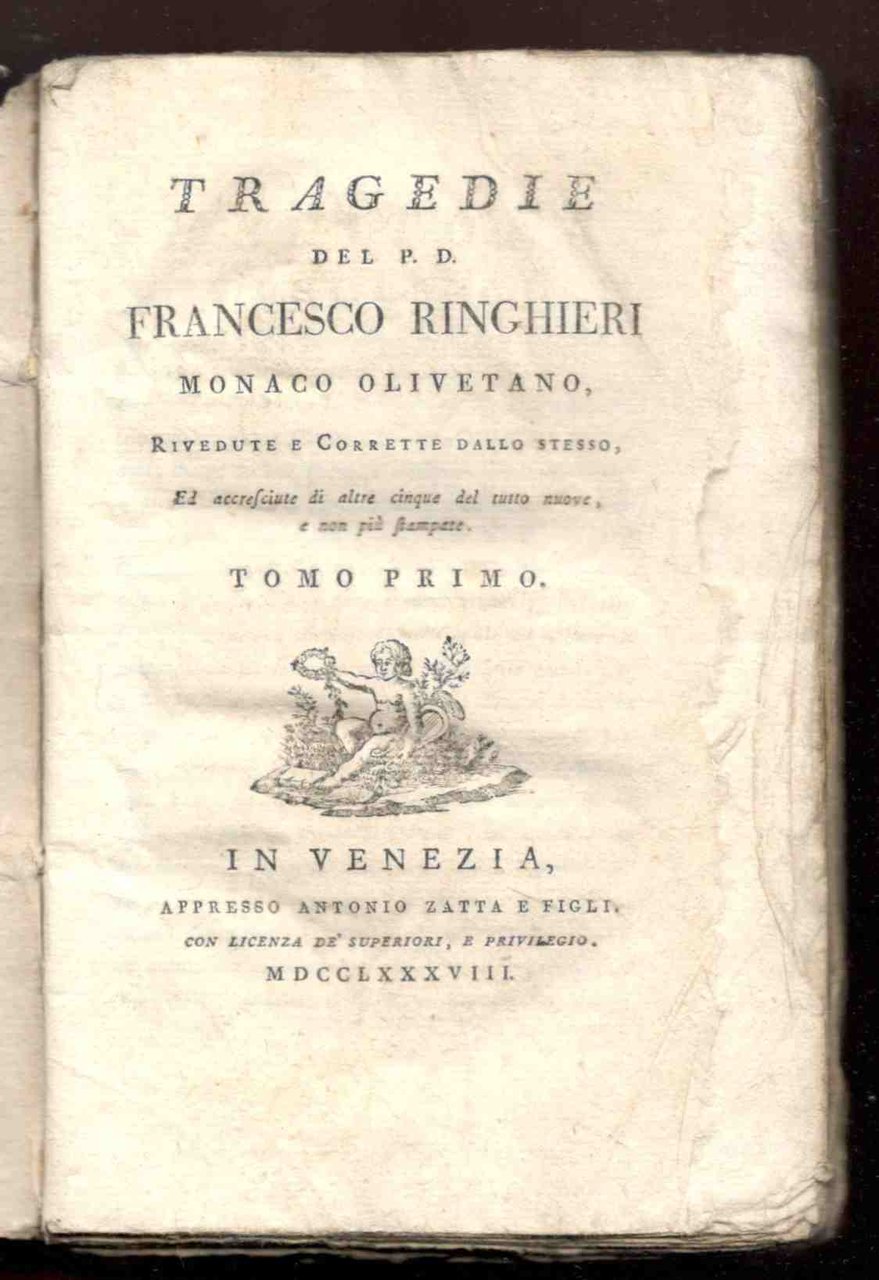 TRAGEDIE
DEL P. D.
FRANCESCO RINGHIERI
MONACO OLIVETANO,
RIVEDUTE E CORRETTE DALLO STESSO,
Ed accreſciute di altre cinque del tutto nuove,
e non più ſtampate.
TOMO PRIMO.
IN VENEZIA,
APPRESSO ANTONIO ZATTA E FIGLI.
CON LICENZA DE' SUPERIORI, E PRIVILEGIO.
MDCCLXXXVIII.